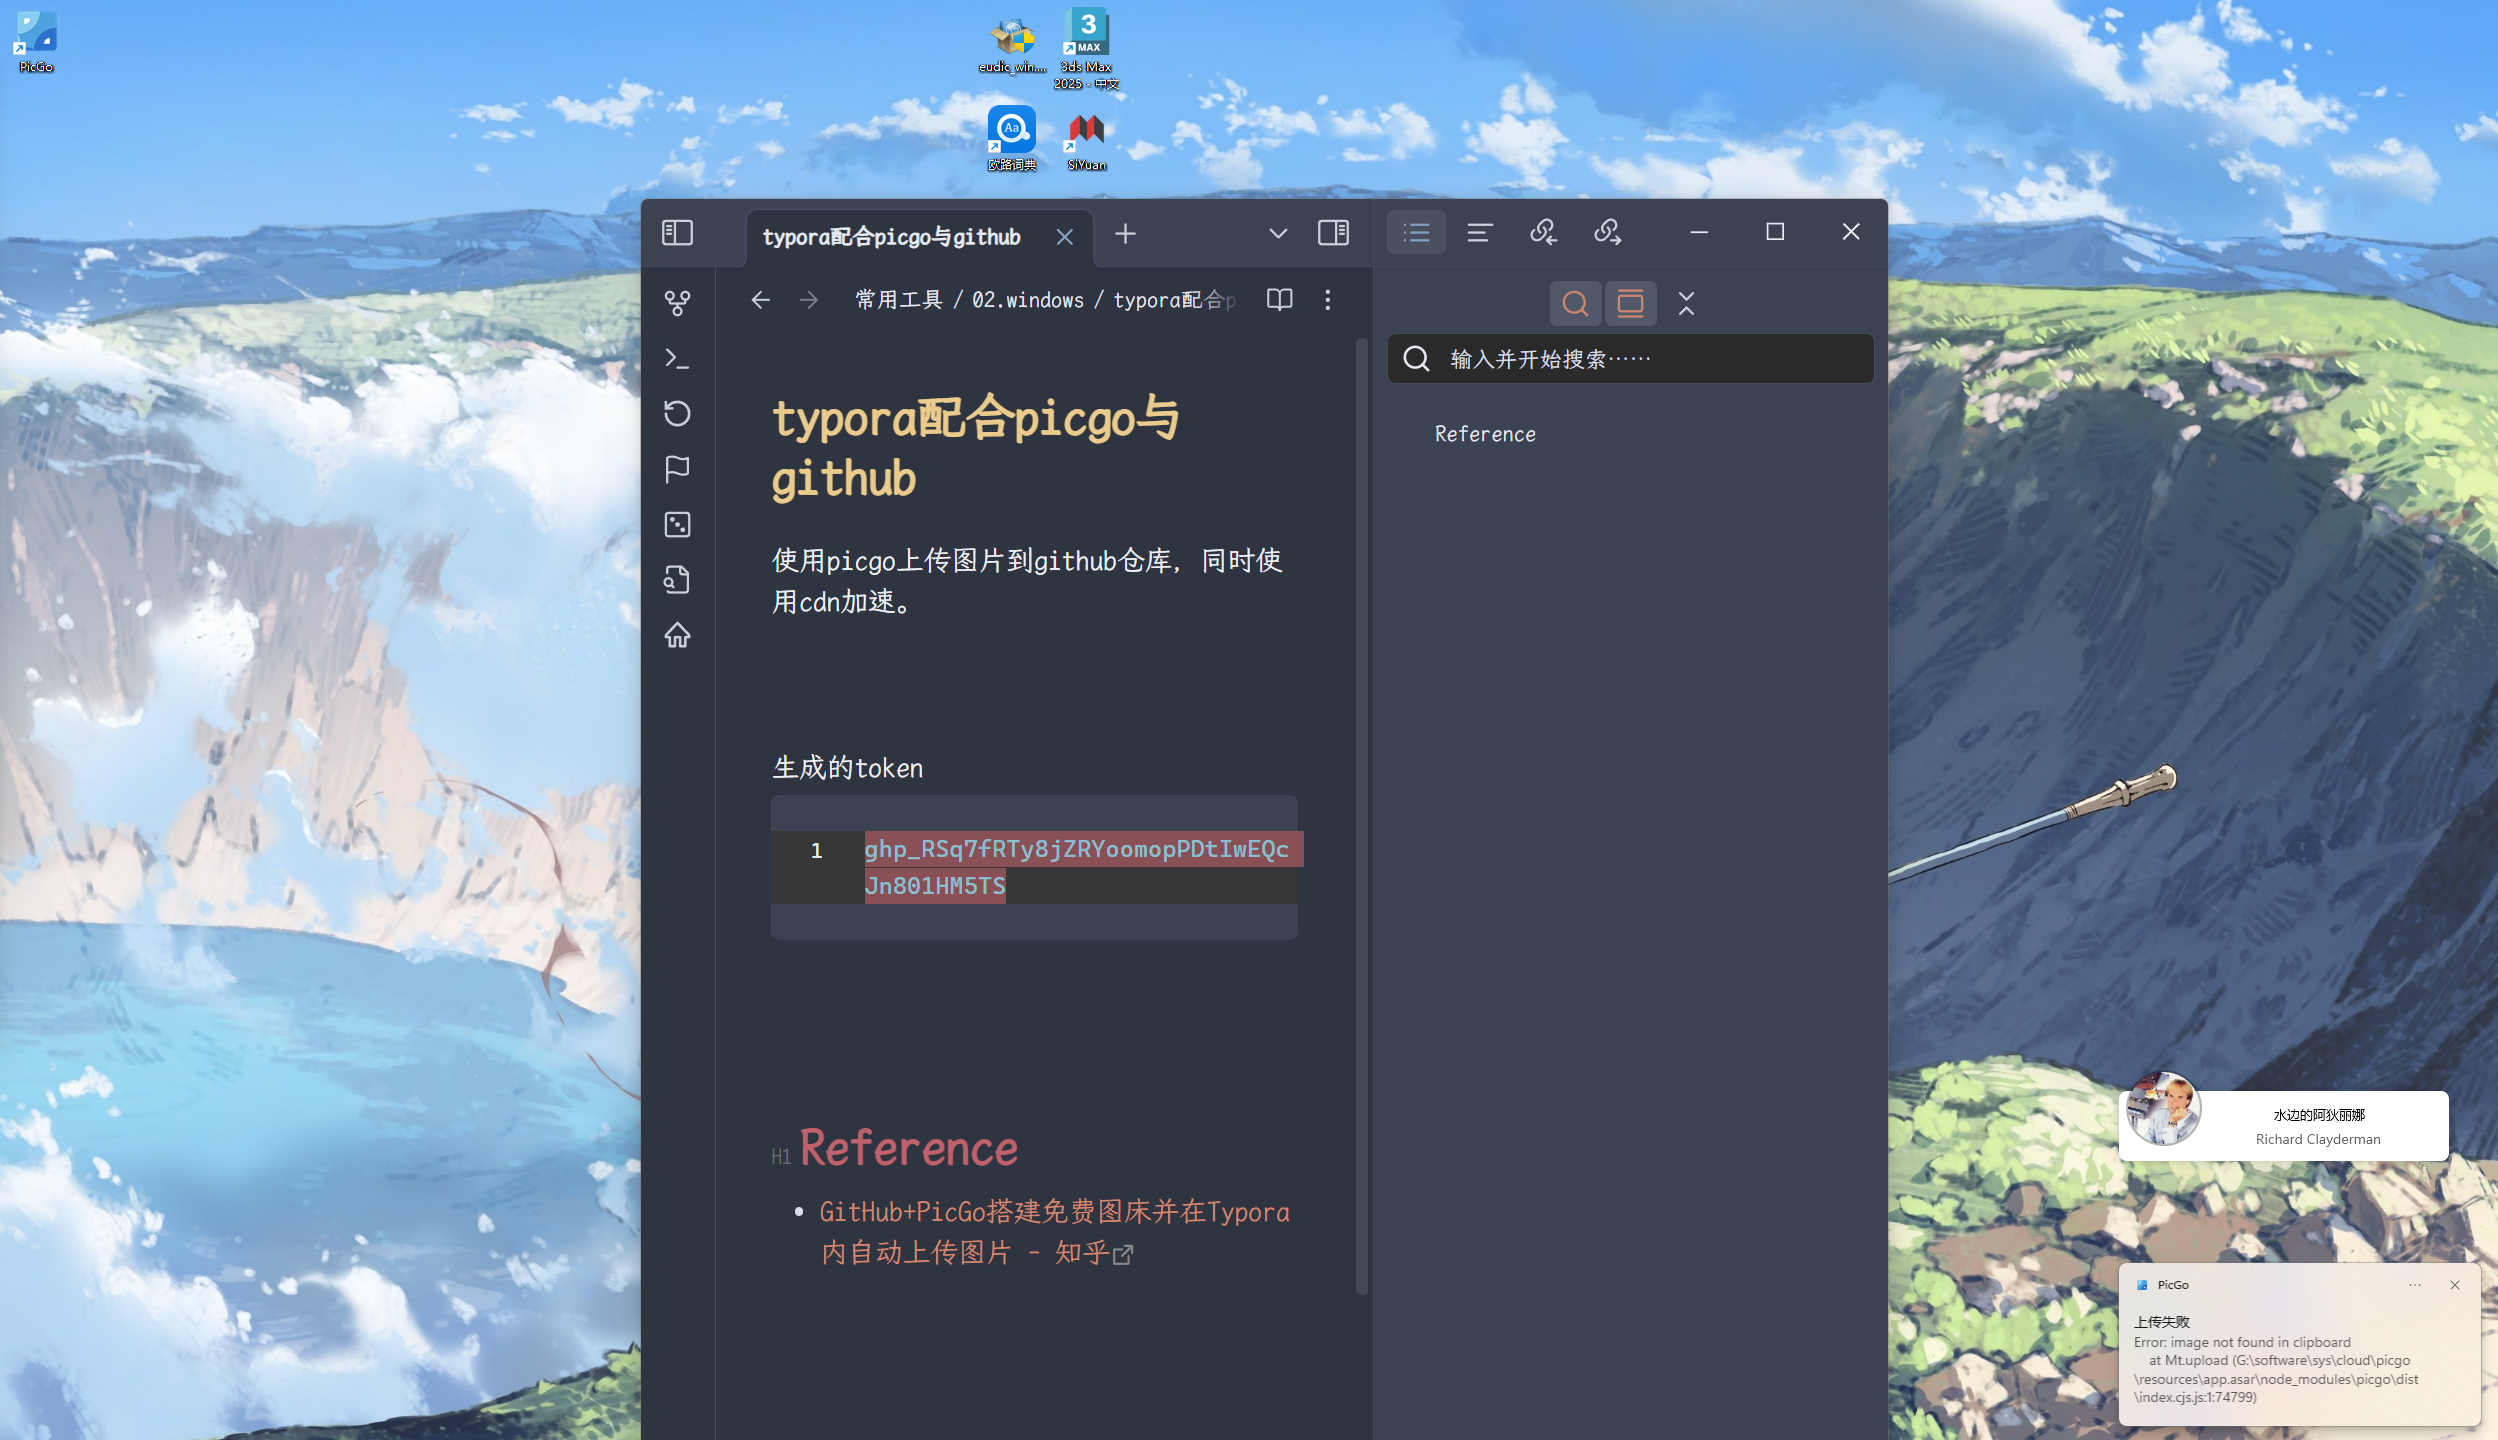 PicGo
eudic_win....
3ds Max
2025 - 中文
欧路词典
SiYuan
typora配合picgo与github
常用工具 / 02.windows / typora配合p
typora配合picgo与
github
使用picgo上传图片到github仓库, 同时使
用cdn加速。
生成的token
1
ghp_RSq7fRTy8jZRYoomopPDtIwEQc
Jn801HM5TS
H1 Reference
GitHub+PicGo搭建免费图床并在Typora
内自动上传图片 - 知乎
输入并开始搜索……
Reference
水边的阿狄丽娜
Richard Clayderman
PicGo
上传失败
Error: image not found in clipboard
at Mt.upload (G:\software\sys\cloud\picgo
\resources\app.asar\node_modules\picgo\dist
\index.cjs.js:1:74799)